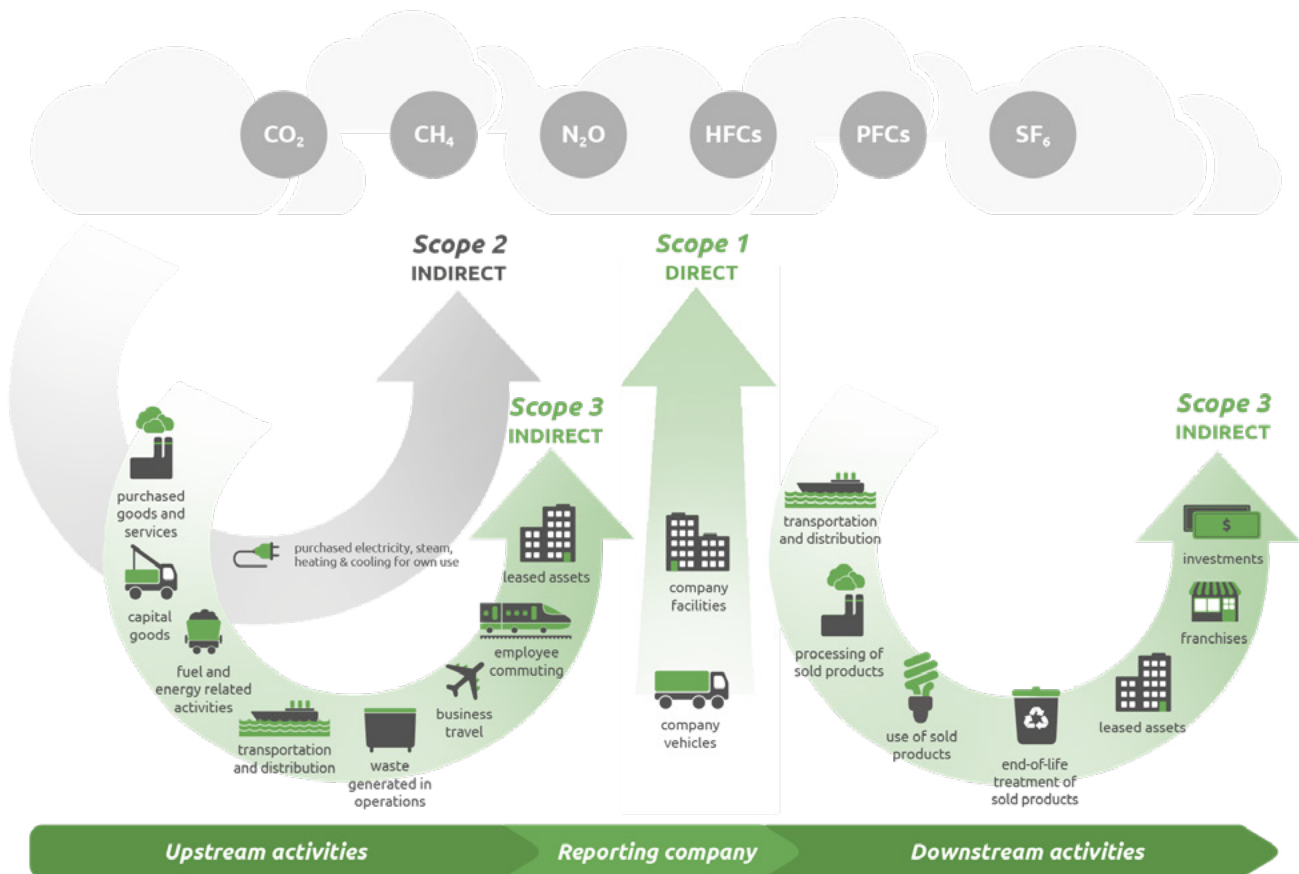 CO₂
CH₄
N₂O
HFCs
PFCs
SF₆
Scope 2
INDIRECT
Scope 1
DIRECT
Scope 3
INDIRECT
Scope 3
INDIRECT
purchased
goods and
services
capital
goods
fuel and
energy related
activities
transportation
and distribution
waste
generated in
operations
business
travel
employee
commuting
leased assets
purchased electricity, steam,
heating & cooling for own use
company
facilities
company
vehicles
transportation
and distribution
processing of
sold products
use of sold
products
end-of-life
treatment of
sold products
leased assets
franchises
$
investments
Upstream activities
Reporting company
Downstream activities